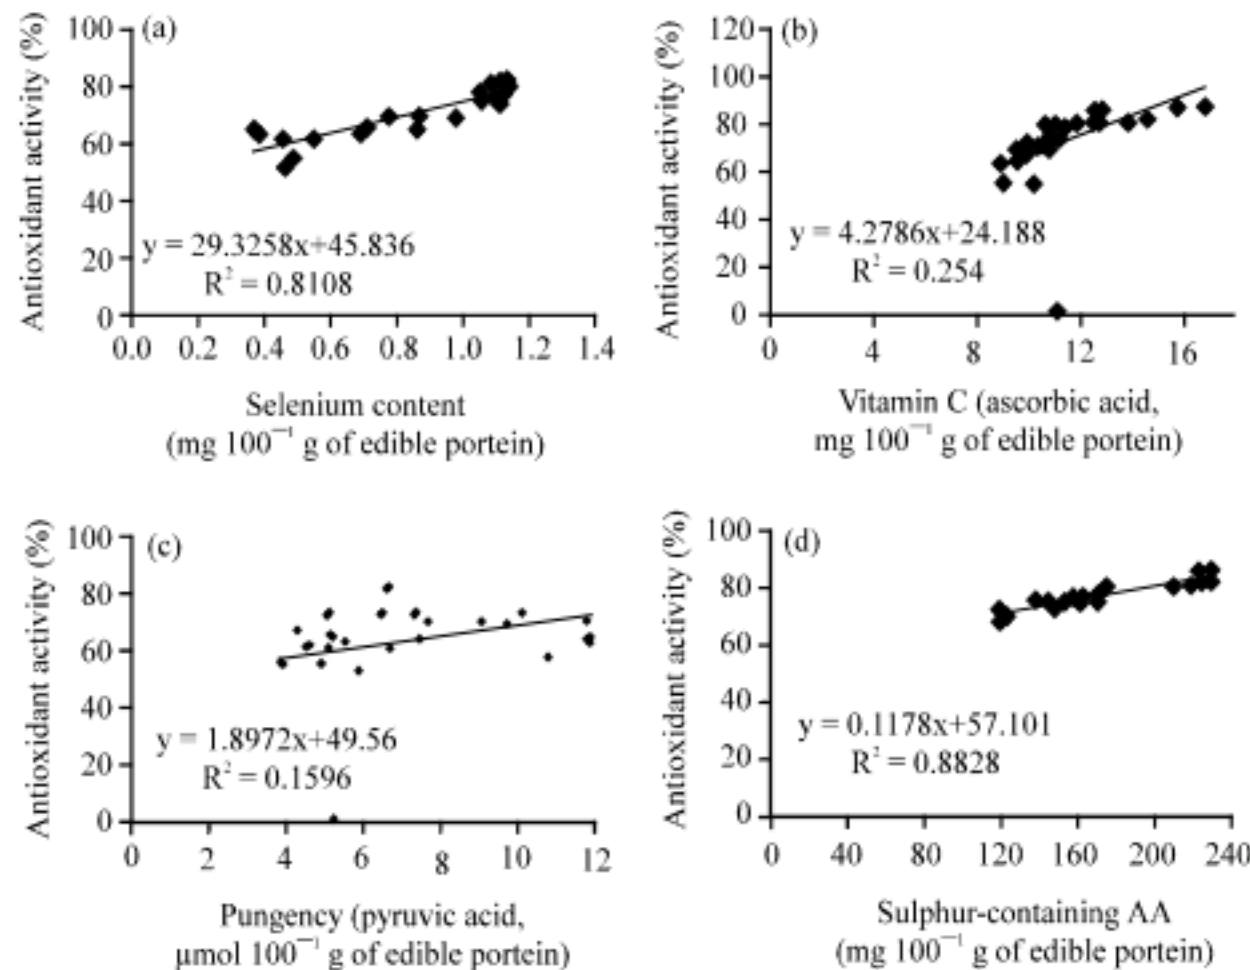 (a)
Antioxidant activity (%)
100
80
60
40
20
0
y = 29.3258x+45.836
R² = 0.8108
0.0 0.2 0.4 0.6 0.8 1.0 1.2 1.4
Selenium content
(mg 100⁻¹ g of edible portein)
(b)
Antioxidant activity (%)
120
100
80
60
40
20
0
y = 4.2786x+24.188
R² = 0.254
0 4 8 12 16
Vitamin C (ascorbic acid,
mg 100⁻¹ g of edible portein)
(c)
Antioxidant activity (%)
100
80
60
40
20
0
y = 1.8972x+49.56
R² = 0.1596
0 2 4 6 8 10 12
Pungency (pyruvic acid,
µmol 100⁻¹ g of edible portein)
(d)
Antioxidant activity (%)
100
80
60
40
20
0
y = 0.1178x+57.101
R² = 0.8828
0 40 80 120 160 200 240
Sulphur-containing AA
(mg 100⁻¹ g of edible portein)